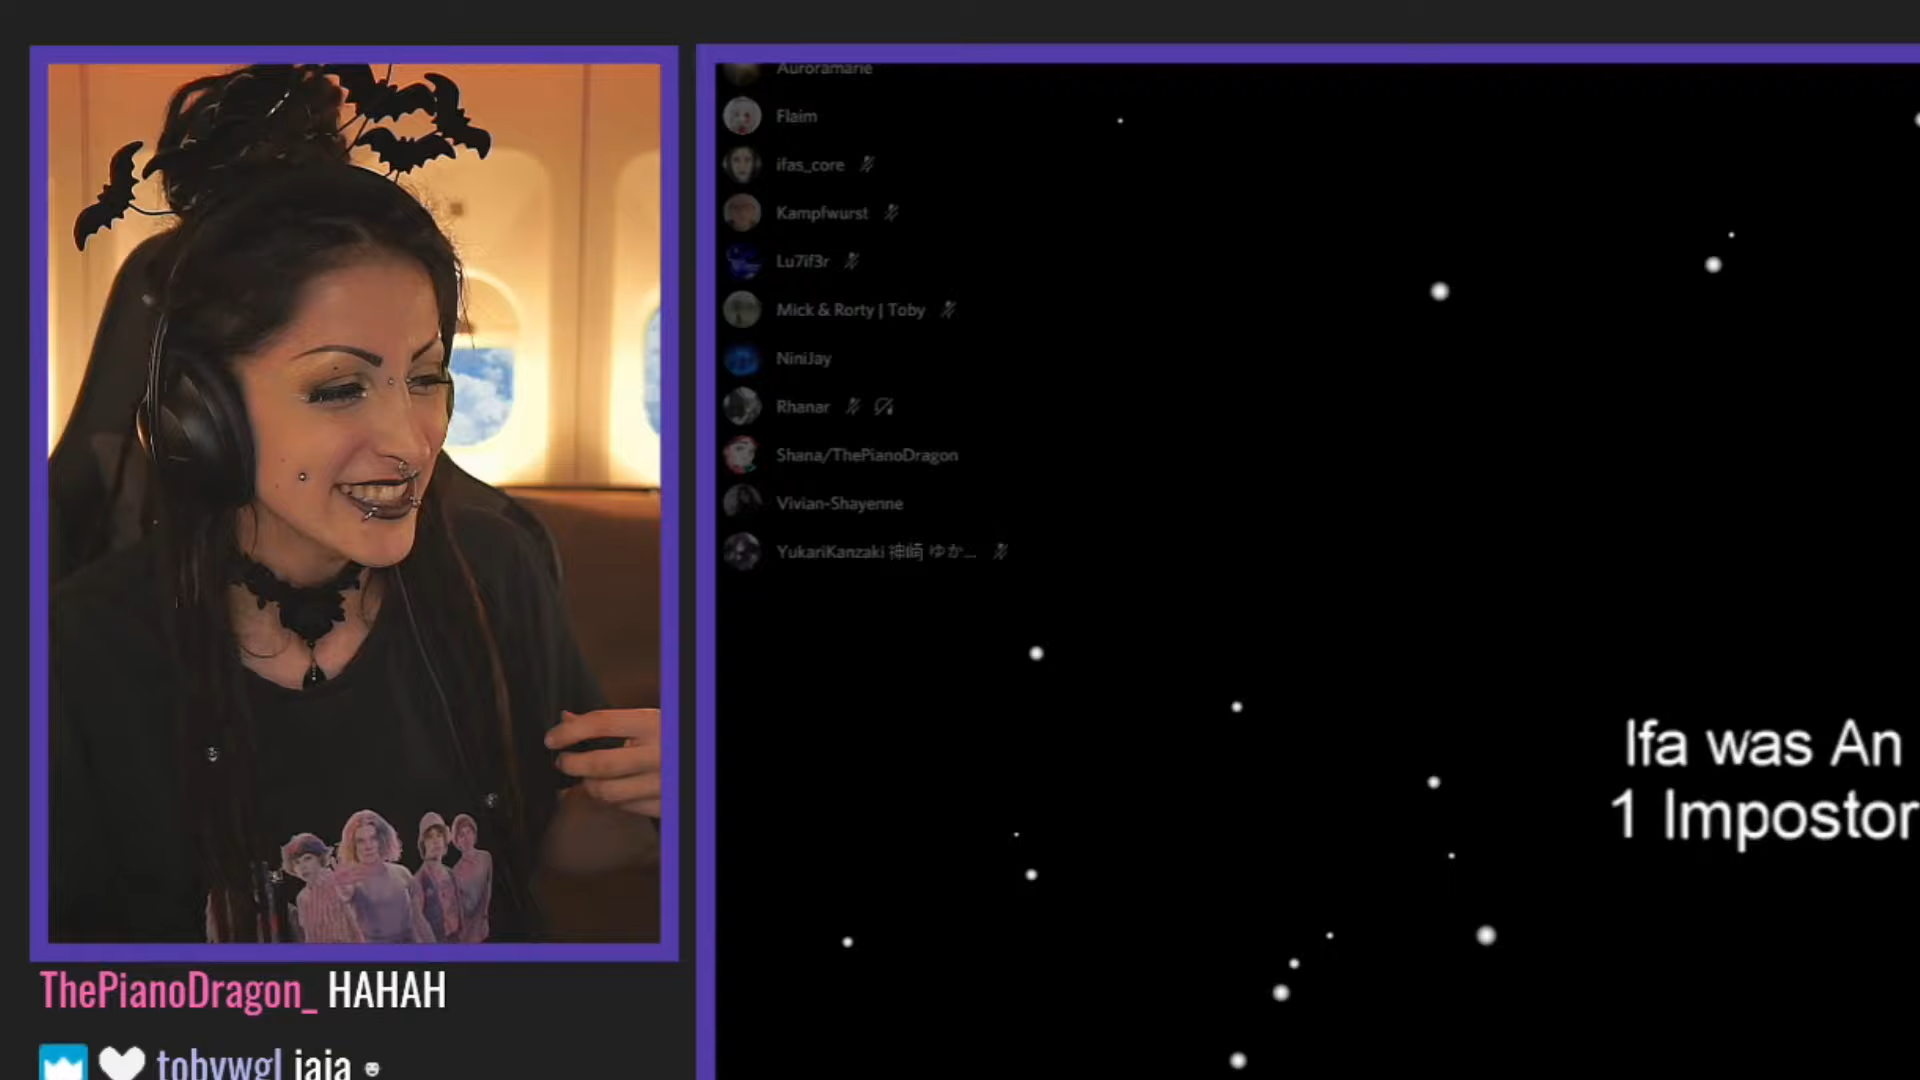 Auroramarie
Flaim
ifas_core
Kampfwurst
Lu7if3r
Mick & Rorty | Toby
NiniJay
Rhanar
Shana/ThePianoDragon
Vivian-Shayenne
YukariKanzaki 神崎 ゆか...
Ifa was An
1 Impostor
ThePianoDragon_ HAHAH
tobywgl jaja